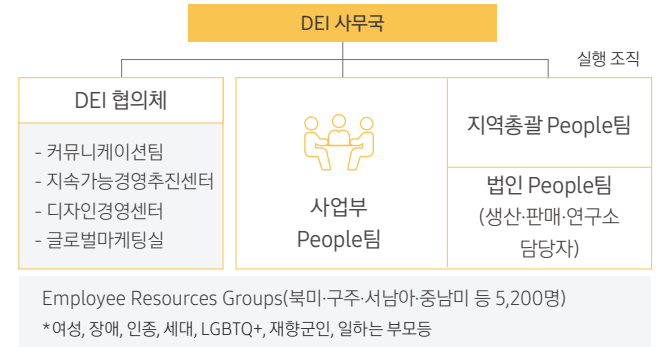 DEI 사무국
실행 조직
DEI 협의체
- 커뮤니케이션팀
- 지속가능경영추진센터
- 디자인경영센터
- 글로벌마케팅실
사업부
People팀
지역총괄 People팀
법인 People팀
(생산·판매·연구소
담당자)
Employee Resources Groups(북미·구주·서남아·중남미 등 5,200명)
*여성, 장애, 인종, 세대, LGBTQ+, 재향군인, 일하는 부모등